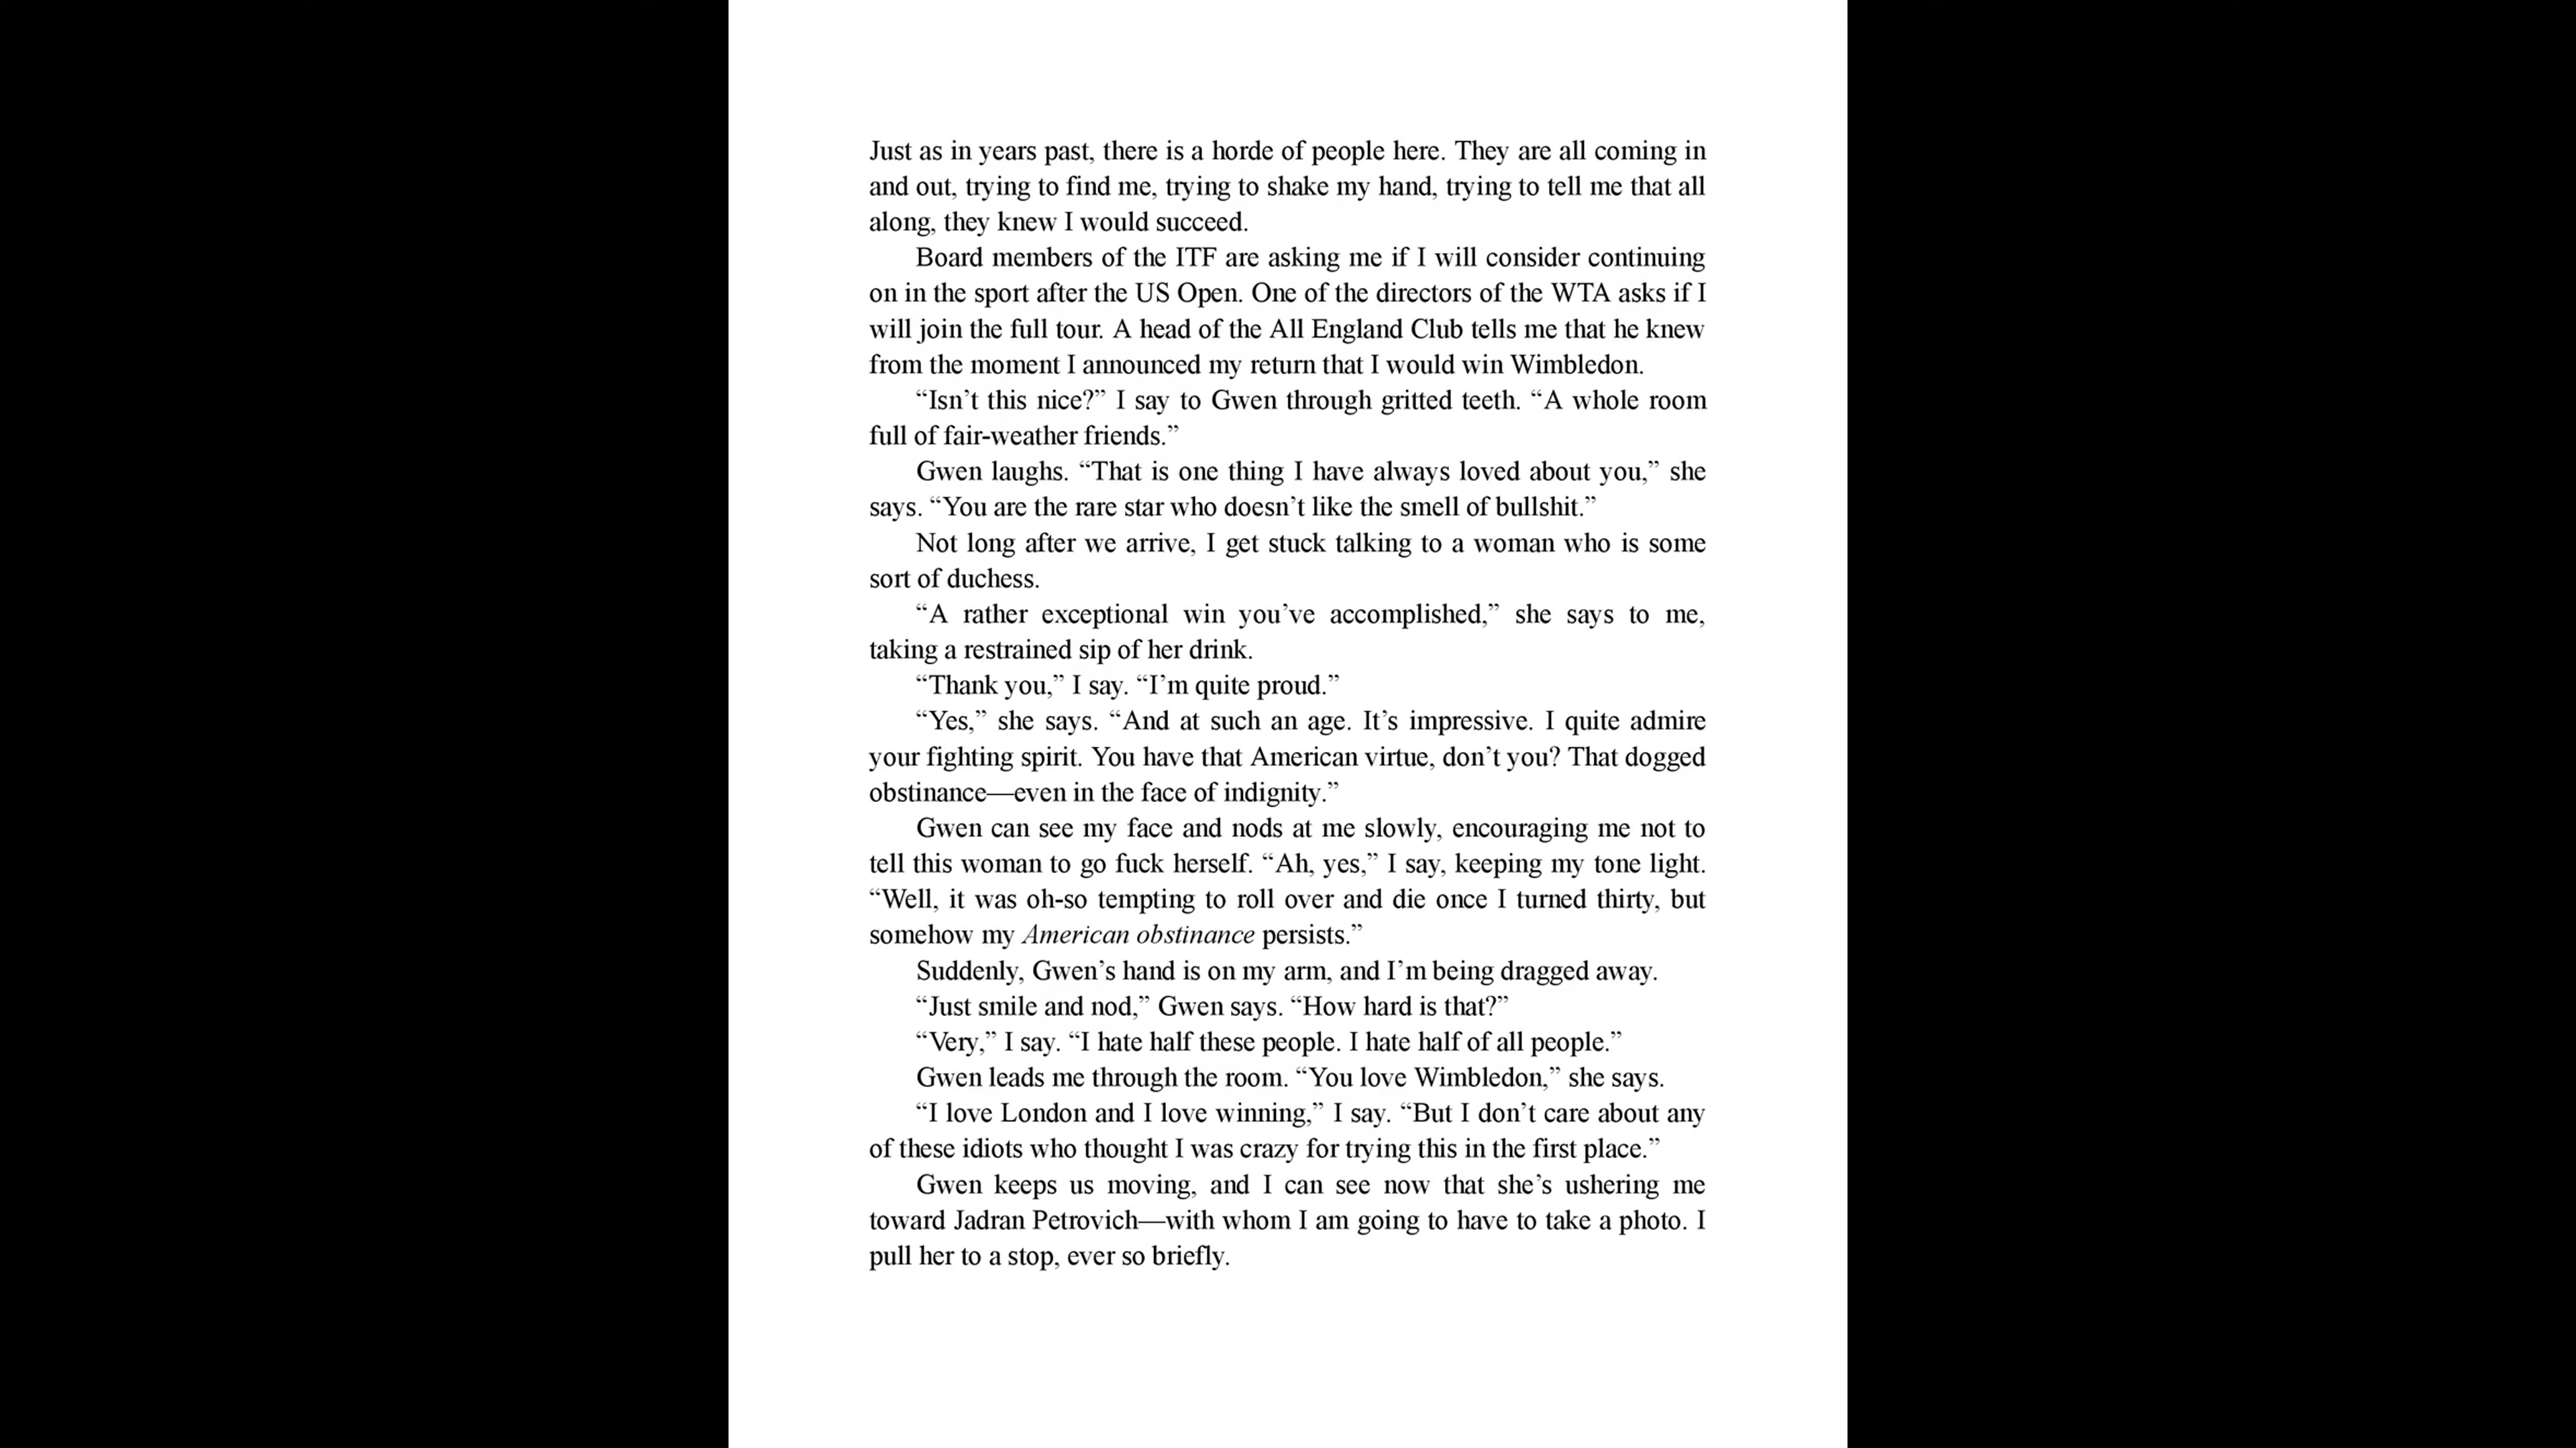 Just as in years past, there is a horde of people here. They are all coming in
and out, trying to find me, trying to shake my hand, trying to tell me that all
along, they knew I would succeed.
Board members of the ITF are asking me if I will consider continuing
on in the sport after the US Open. One of the directors of the WTA asks if I
will join the full tour. A head of the All England Club tells me that he knew
from the moment I announced my return that I would win Wimbledon.
“Isn’t this nice?” I say to Gwen through gritted teeth. “A whole room
full of fair-weather friends.”
Gwen laughs. “That is one thing I have always loved about you,” she
says. “You are the rare star who doesn’t like the smell of bullshit.”
Not long after we arrive, I get stuck talking to a woman who is some
sort of duchess.
“A rather exceptional win you’ve accomplished,” she says to me,
taking a restrained sip of her drink.
“Thank you,” I say. “I’m quite proud.”
“Yes,” she says. “And at such an age. It’s impressive. I quite admire
your fighting spirit. You have that American virtue, don’t you? That dogged
obstinance—even in the face of indignity.”
Gwen can see my face and nods at me slowly, encouraging me not to
tell this woman to go fuck herself. “Ah, yes,” I say, keeping my tone light.
“Well, it was oh-so tempting to roll over and die once I turned thirty, but
somehow my American obstinance persists.”
Suddenly, Gwen’s hand is on my arm, and I’m being dragged away.
“Just smile and nod,” Gwen says. “How hard is that?”
“Very,” I say. “I hate half these people. I hate half of all people.”
Gwen leads me through the room. “You love Wimbledon,” she says.
“I love London and I love winning,” I say. “But I don’t care about any
of these idiots who thought I was crazy for trying this in the first place.”
Gwen keeps us moving, and I can see now that she’s ushering me
toward Jadran Petrovich—with whom I am going to have to take a photo. I
pull her to a stop, ever so briefly.